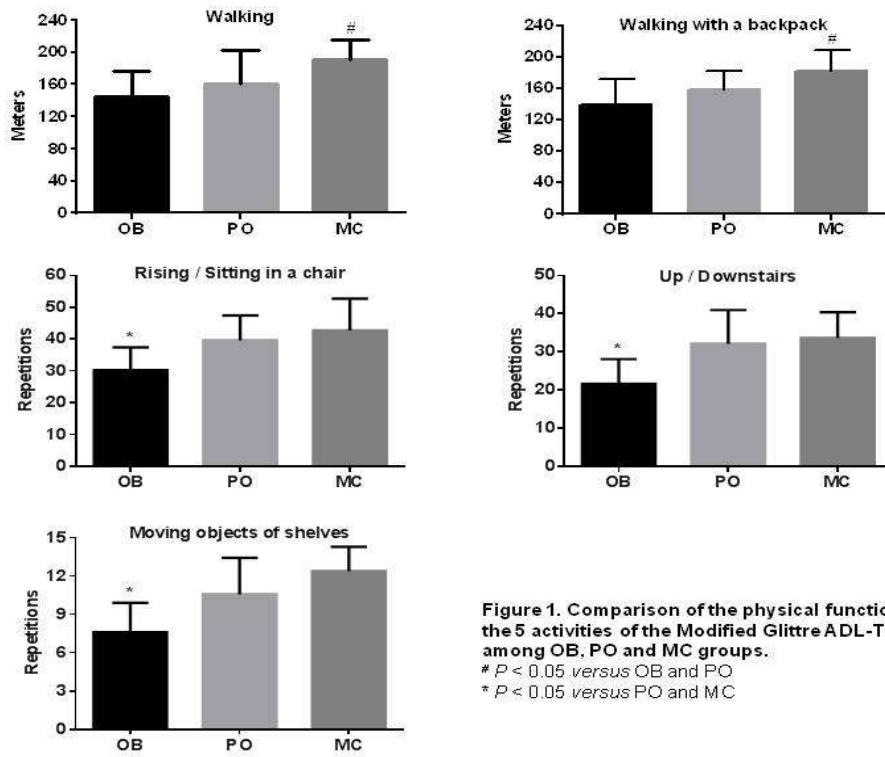 Walking
240
200
160
120
80
40
0
Meters
#
OB PO MC
Walking with a backpack
240
200
160
120
80
40
0
Meters
#
OB PO MC
Rising / Sitting in a chair
60
50
40
30
20
10
0
Repetitions
*
OB PO MC
Up / Downstairs
50
40
30
20
10
0
Repetitions
*
OB PO MC
Moving objects of shelves
15
12
9
6
3
0
Repetitions
*
OB PO MC
Figure 1. Comparison of the physical
the 5 activities of the Modified Glittre
among OB, PO and MC groups.
# P < 0.05 versus OB and PO
* P < 0.05 versus PO and MC